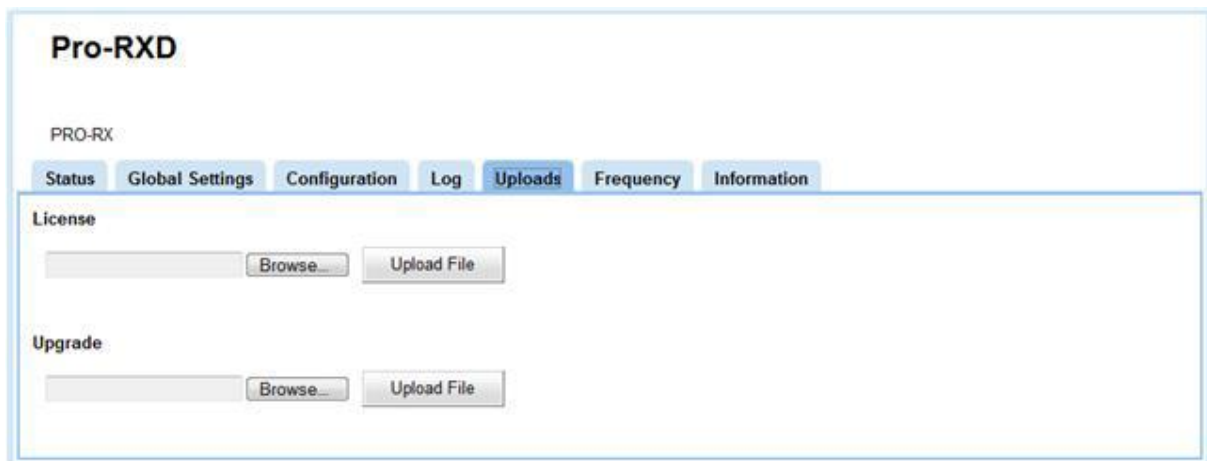 Pro-RXD
PRO-RX
Status Global Settings Configuration Log Uploads Frequency Information
License
Browse... Upload File
Upgrade
Browse... Upload File